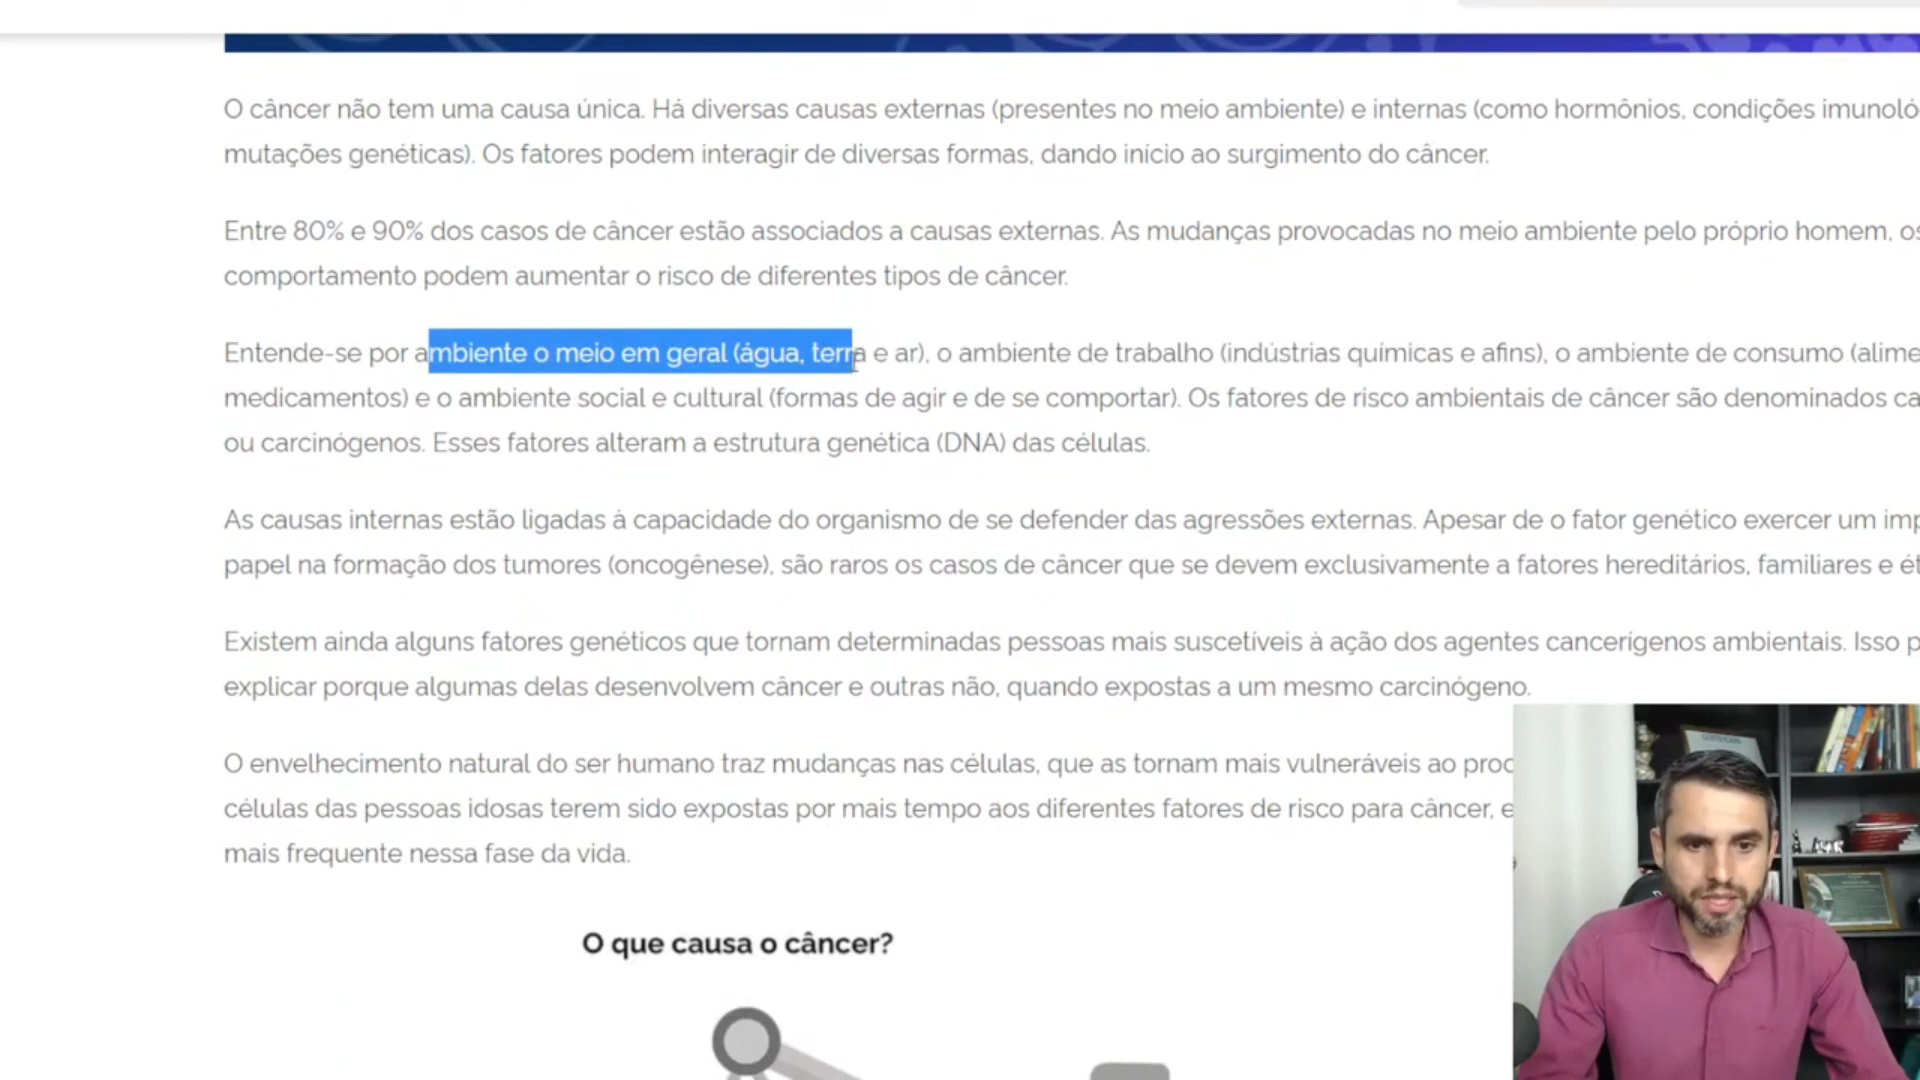 O câncer não tem uma causa única. Há diversas causas externas (presentes no meio ambiente) e internas (como hormônios, condições
mutações genéticas). Os fatores podem interagir de diversas formas, dando início ao surgimento do câncer.
Entre 80% e 90% dos casos de câncer estão associados a causas externas. As mudanças provocadas no meio ambiente pelo próprio homem,
comportamento podem aumentar o risco de diferentes tipos de câncer.
Entende-se por ambiente o meio em geral (água, terra e ar), o ambiente de trabalho (indústrias químicas e afins), o ambiente de consumo
medicamentos) e o ambiente social e cultural (formas de agir e de se comportar). Os fatores de risco ambientais de câncer são denominados
ou carcinógenos. Esses fatores alteram a estrutura genética (DNA) das células.
As causas internas estão ligadas à capacidade do organismo de se defender das agressões externas. Apesar de o fator genético exercer um
papel na formação dos tumores (oncogênese), são raros os casos de câncer que se devem exclusivamente a fatores hereditários, familiares e
Existem ainda alguns fatores genéticos que tornam determinadas pessoas mais suscetíveis à ação dos agentes cancerígenos ambientais. Isso
explicar porque algumas delas desenvolvem câncer e outras não, quando expostas a um mesmo carcinógeno.
O envelhecimento natural do ser humano traz mudanças nas células, que as tornam mais vulneráveis ao
células das pessoas idosas terem sido expostas por mais tempo aos diferentes fatores de risco para câncer,
mais frequente nessa fase da vida.
O que causa o câncer?